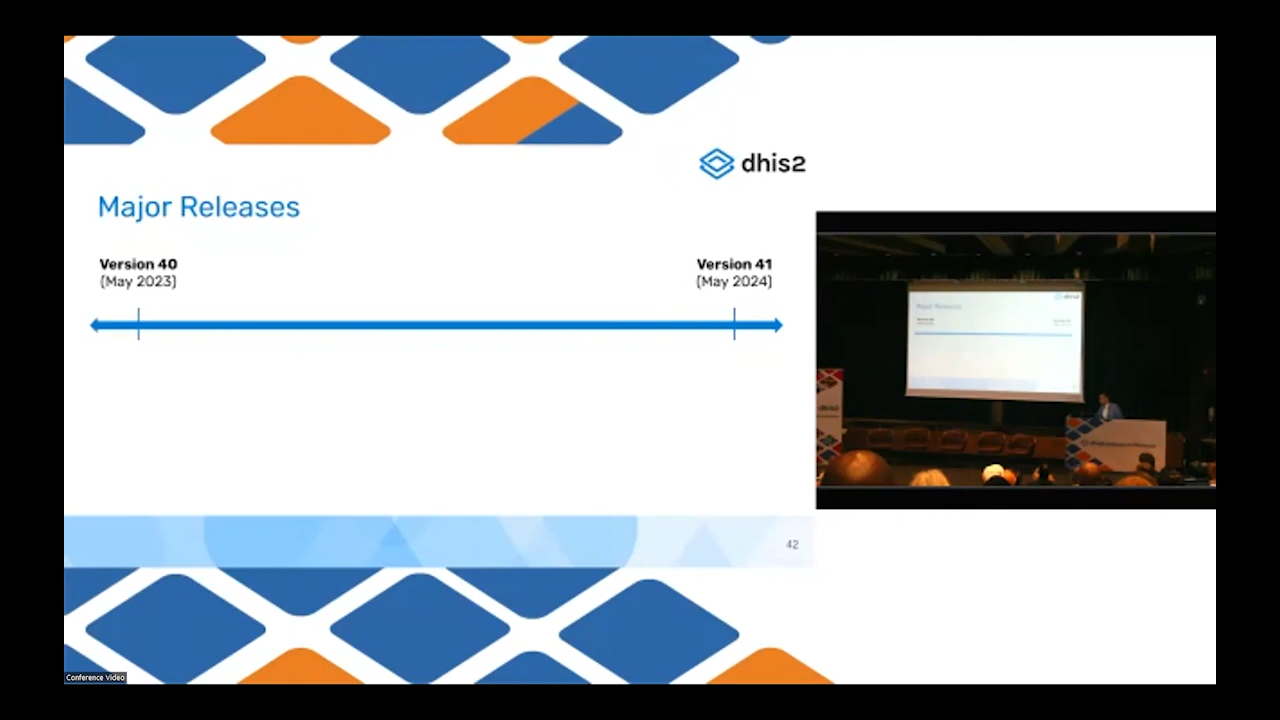 dhis2
Major Releases
Version 40
(May 2023)
Version 41
(May 2024)
42
Conference Video